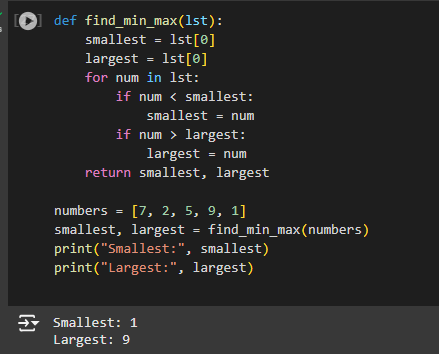 def find_min_max(lst):
    smallest = lst[0]
    largest = lst[0]
    for num in lst:
        if num < smallest:
            smallest = num
        if num > largest:
            largest = num
    return smallest, largest

numbers = [7, 2, 5, 9, 1]
smallest, largest = find_min_max(numbers)
print("Smallest:", smallest)
print("Largest:", largest)
Smallest: 1
Largest: 9